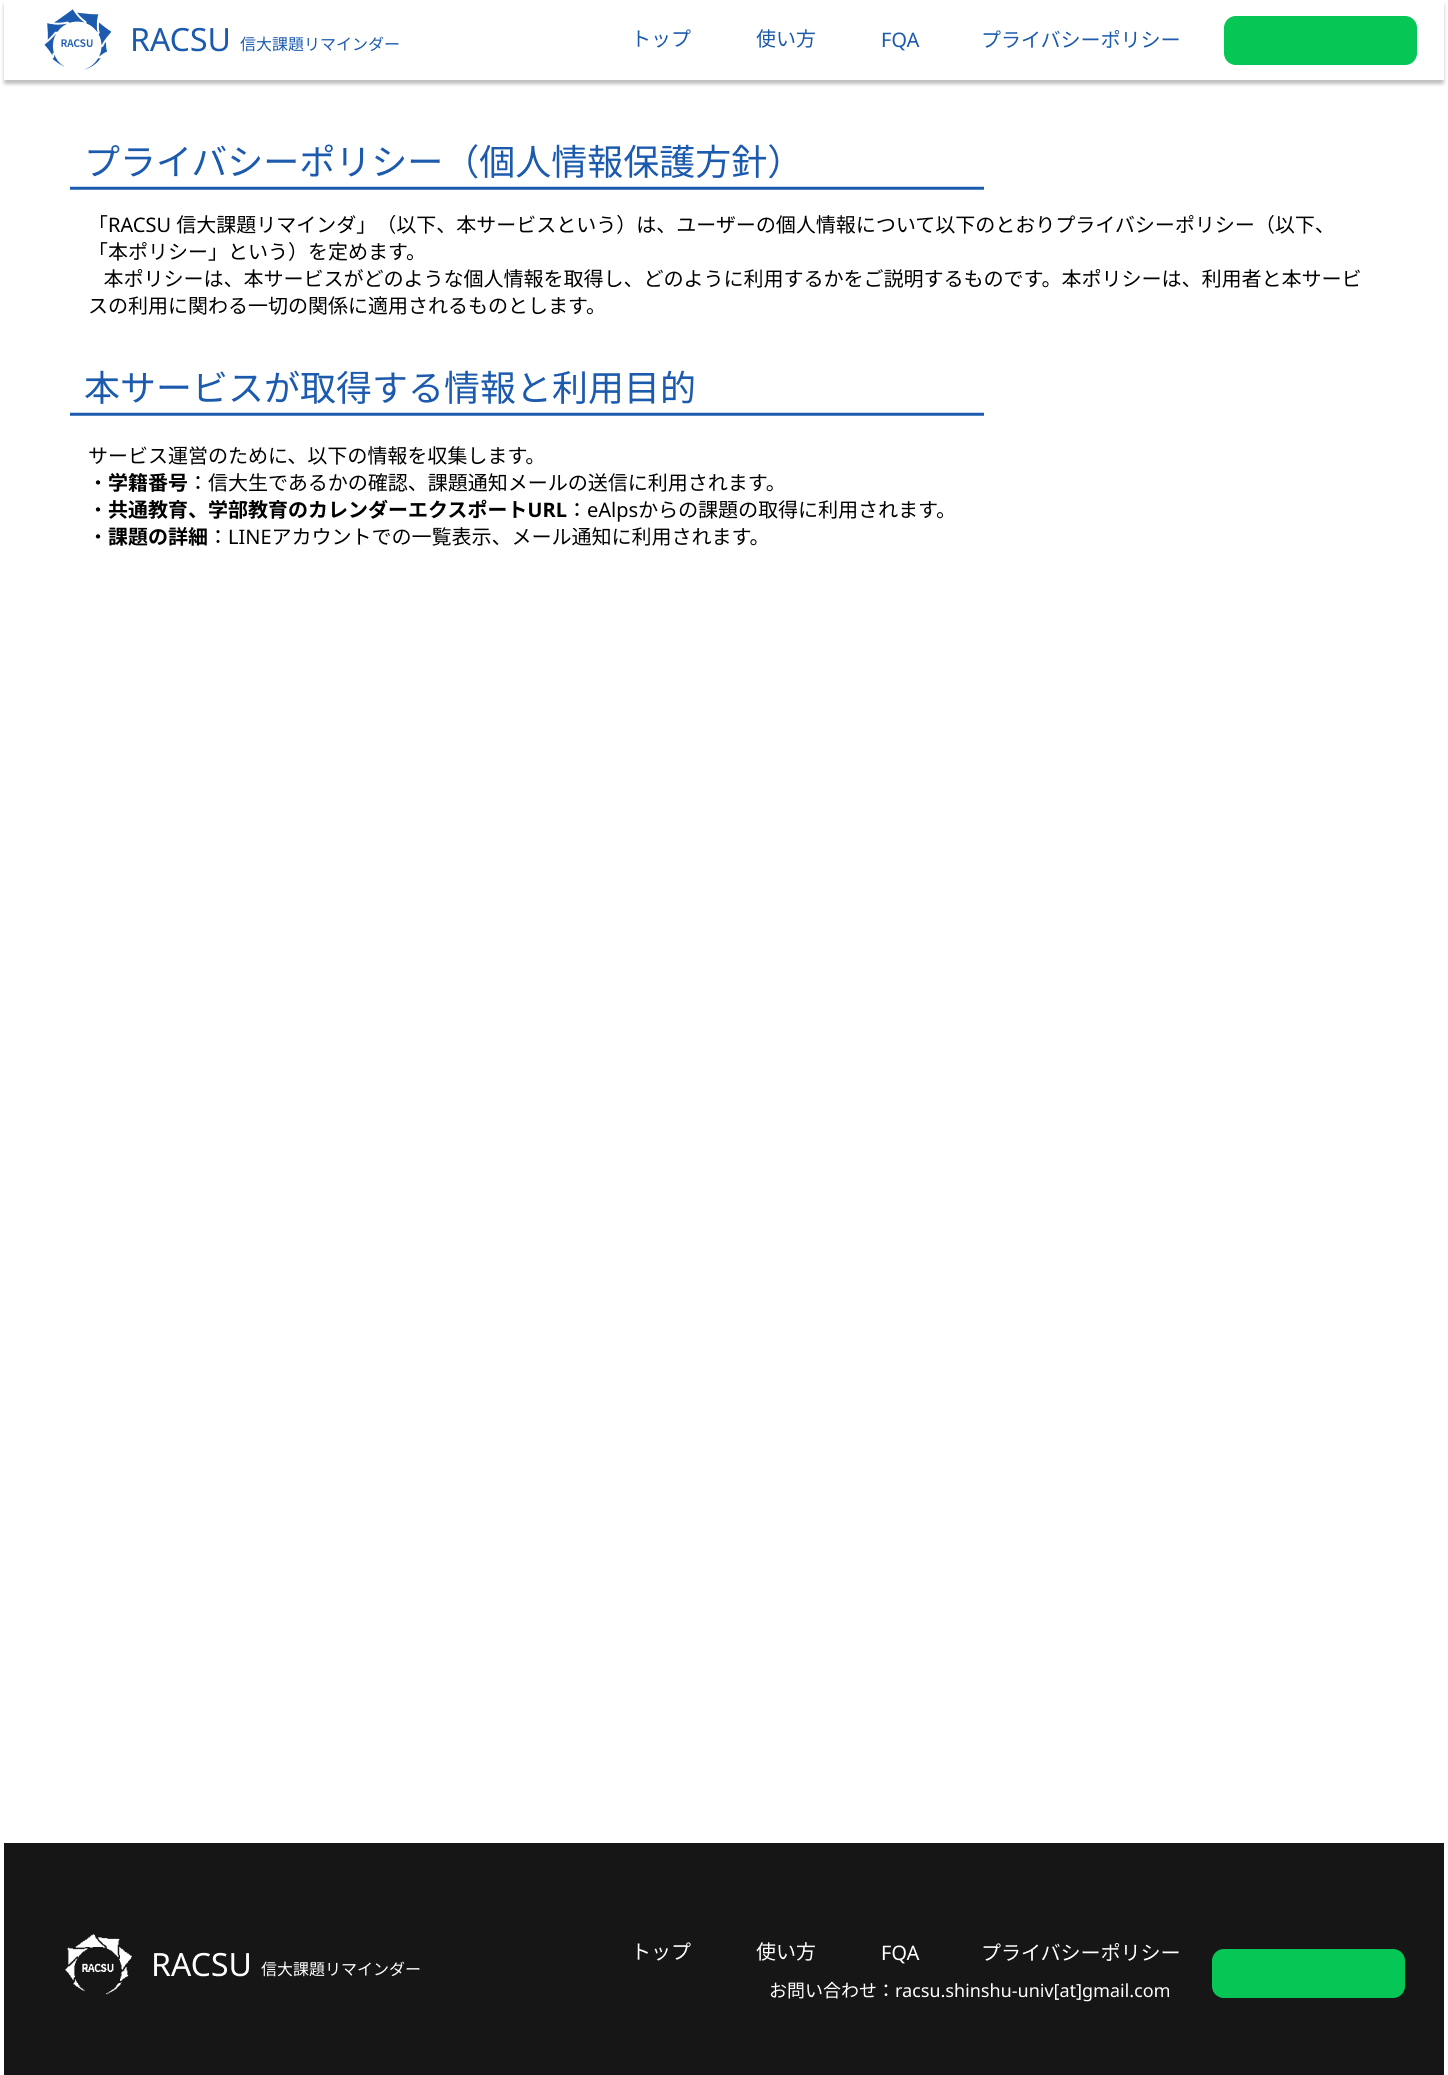 RACSU
RACSU 信大課題リマインダー
トップ 使い方 FQA プライバシーポリシー
プライバシーポリシー（個人情報保護方針）
「RACSU 信大課題リマインダ」（以下、本サービスという）は、ユーザーの個人情報について以下のとおりプライバシーポリシー（以下、
「本ポリシー」という）を定めます。
本ポリシーは、本サービスがどのような個人情報を取得し、どのように利用するかをご説明するものです。本ポリシーは、利用者と本サービ
スの利用に関わる一切の関係に適用されるものとします。
本サービスが取得する情報と利用目的
サービス運営のために、以下の情報を収集します。
・学籍番号：信大生であるかの確認、課題通知メールの送信に利用されます。
・共通教育、学部教育のカレンダーエクスポートURL：eAlpsからの課題の取得に利用されます。
・課題の詳細：LINEアカウントでの一覧表示、メール通知に利用されます。
RACSU
RACSU 信大課題リマインダー
トップ 使い方 FQA プライバシーポリシー
お問い合わせ：racsu.shinshu-univ[at]gmail.com